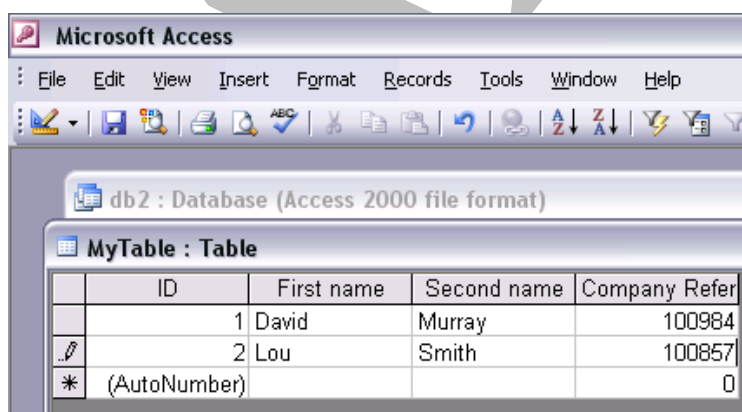 Microsoft Access
File Edit View Insert Format Records Tools Window Help
ABC A Z Z A
db2 : Database (Access 2000 file format)
MyTable : Table
ID First name Second name Company Refer
1 David Murray 100984
2 Lou Smith 100857
(AutoNumber) 0